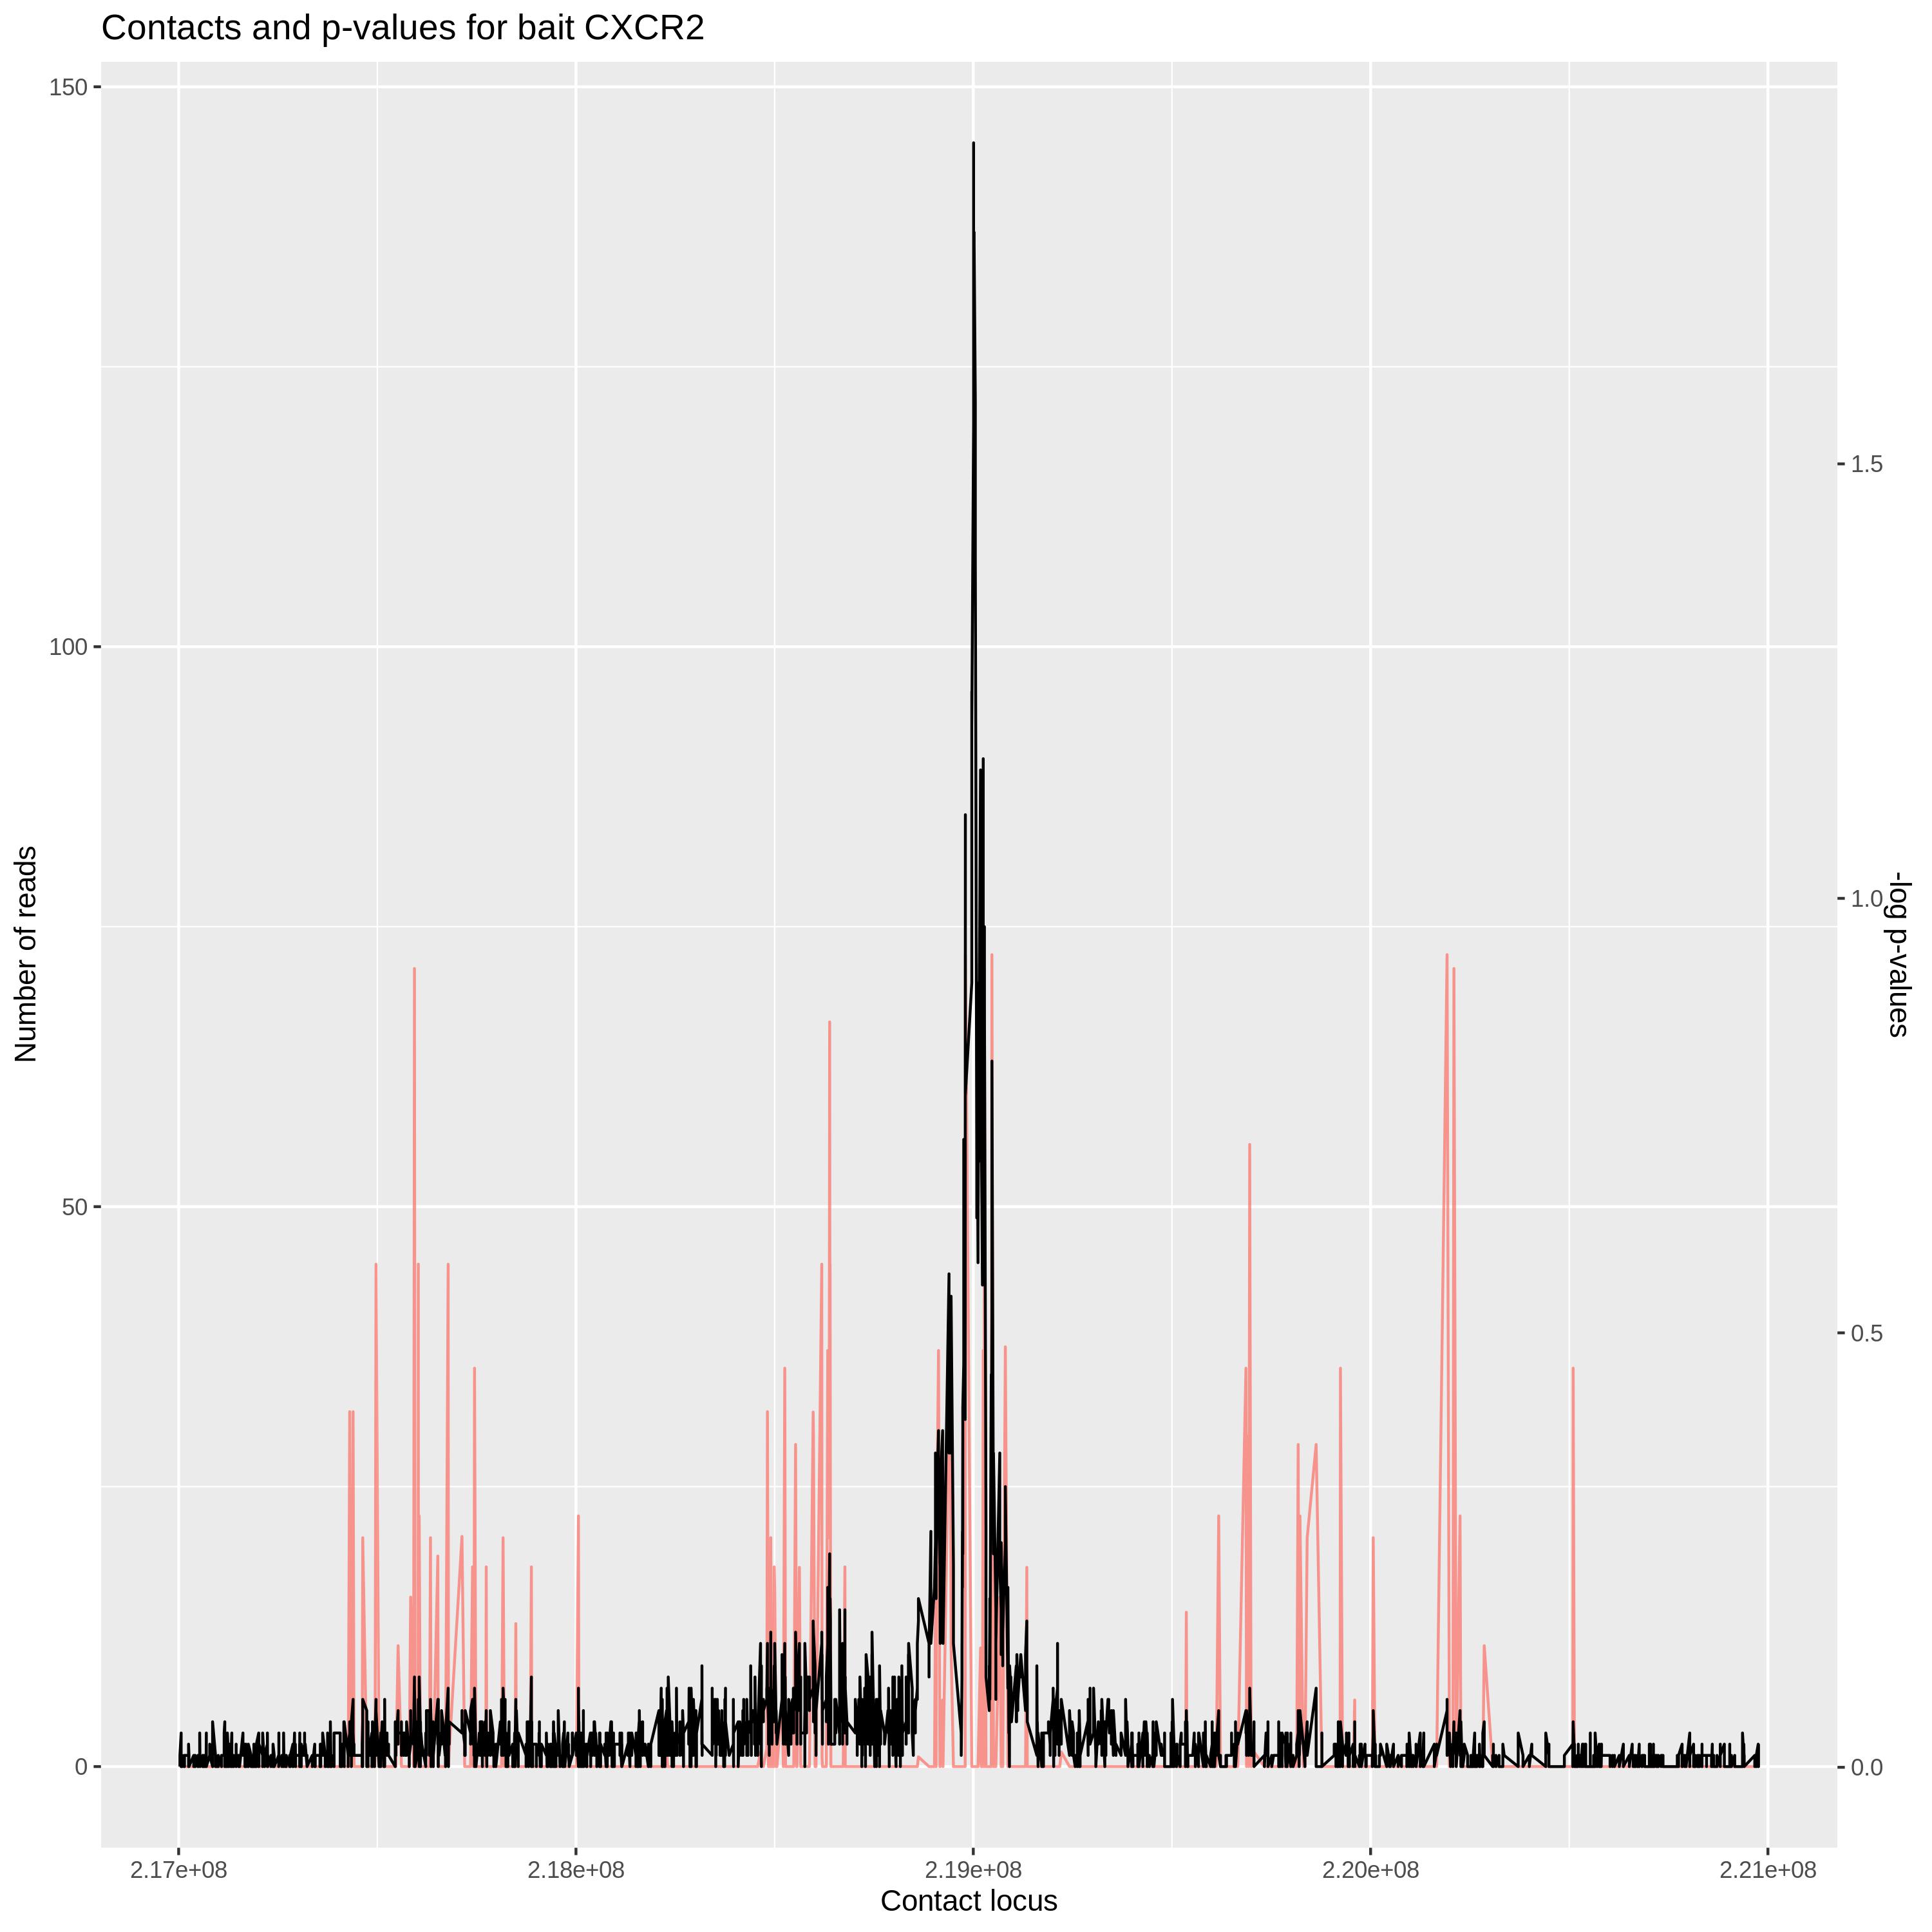 Contacts and p-values for bait CXCR2
150
100
50
0
Number of reads
1.5
1.0
0.5
0.0
-log p-values
2.17e+08 2.18e+08 2.19e+08 2.20e+08 2.21e+08
Contact locus